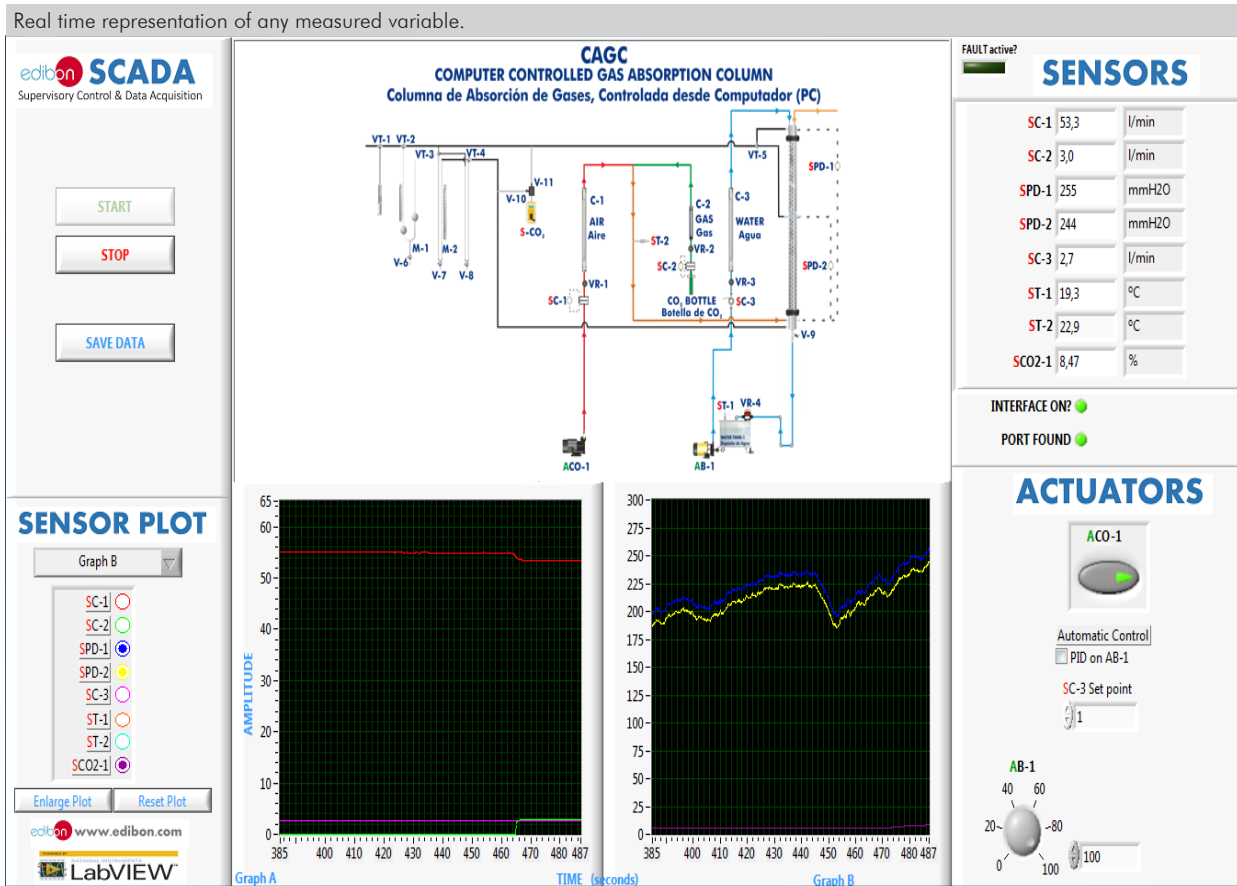 Real time representation of any measured variable.
edibon SCADA
Supervisory Control & Data Acquisition
START
STOP
SAVE DATA
CAGC
COMPUTER CONTROLLED GAS ABSORPTION COLUMN
Columna de Absorción de Gases, Controlada desde Computador (PC)
VT-1 VT-2
VT-3
VT-4
VT-5
SPD-1
V-11
V-10
S-CO2
C-1
AIR
Aire
C-2
GAS
Gas
C-3
WATER
Agua
M-1
M-2
V-6
V-7
V-8
ST-2
VR-2
SC-2
SPD-2
VR-1
SC-1
VR-3
SC-3
CO2 BOTTLE
Botella de CO2
V-9
ST-1 VR-4
WATER TANK-1
Depósito de Agua
ACO-1
AB-1
FAULT active?
SENSORS
SC-1 53,3 l/min
SC-2 3,0 l/min
SPD-1 255 mmH2O
SPD-2 244 mmH2O
SC-3 2,7 l/min
ST-1 19,3 ºC
ST-2 22,9 ºC
SCO2-1 8,47 %
INTERFACE ON?
PORT FOUND
SENSOR PLOT
Graph B
SC-1
SC-2
SPD-1
SPD-2
SC-3
ST-1
ST-2
SCO2-1
Enlarge Plot Reset Plot
edibon www.edibon.com
NATIONAL INSTRUMENTS
LabVIEW
AMPLITUDE
65
60
50
40
30
20
10
0
385 400 410 420 430 440 450 460 470 487
Graph A
TIME (seconds)
300
275
250
225
200
175
150
125
100
75
50
25
0
385 400 410 420 430 440 450 460 470 480 487
Graph B
ACTUATORS
ACO-1
Automatic Control
PID on AB-1
SC-3 Set point
1
AB-1
40 60
20 80
0 100
100